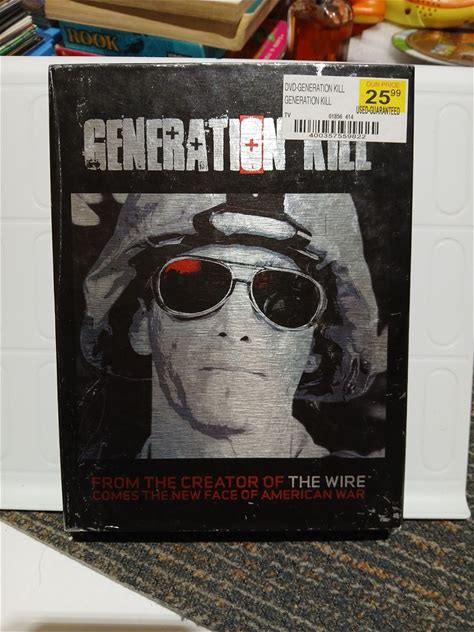 ROOK
DVD-GENERATION KILL
GENERATION KILL
TV
01856 414
400357559822
OUR PRICE
25.99
USED-GUARANTEED
GENERATION KILL
FROM THE CREATOR OF THE WIRE
COMES THE NEW FACE OF AMERICAN WAR